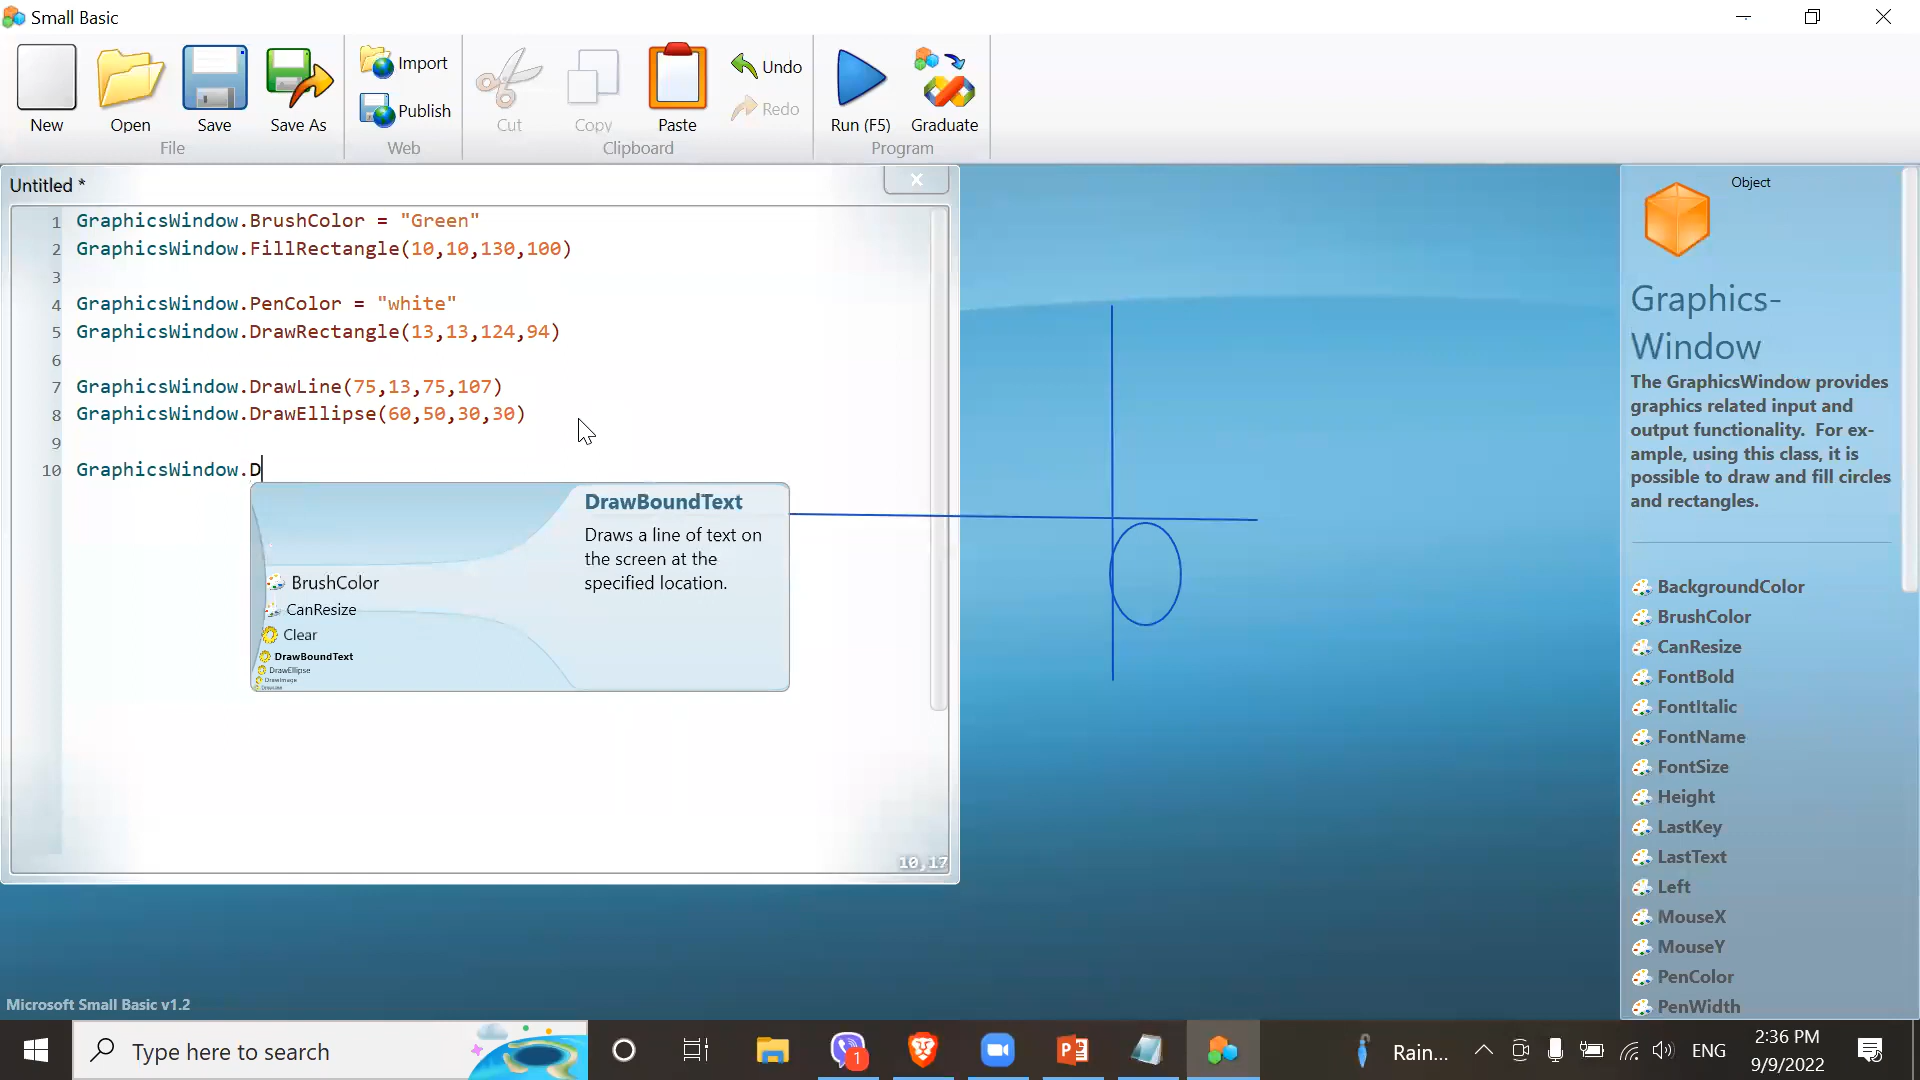 Small Basic
New
Open
Save
Save As
Import
Publish
Cut
Copy
Paste
Undo
Redo
Run (F5)
Graduate
File
Web
Clipboard
Program
Untitled *
1 GraphicsWindow.BrushColor = "Green"
2 GraphicsWindow.FillRectangle(10,10,130,100)
3
4 GraphicsWindow.PenColor = "white"
5 GraphicsWindow.DrawRectangle(13,13,124,94)
6
7 GraphicsWindow.DrawLine(75,13,75,107)
8 GraphicsWindow.DrawEllipse(60,50,30,30)
9
10 GraphicsWindow.D
BrushColor
CanResize
Clear
DrawBoundText
DrawEllipse
DrawImage
DrawBoundText
Draws a line of text on
the screen at the
specified location.
10,17
Object
Graphics-
Window
The GraphicsWindow provides
graphics related input and
output functionality. For ex-
ample, using this class, it is
possible to draw and fill circles
and rectangles.
BackgroundColor
BrushColor
CanResize
FontBold
FontItalic
FontName
FontSize
Height
LastKey
LastText
Left
MouseX
MouseY
PenColor
PenWidth
Microsoft Small Basic v1.2
Type here to search
1
Rain...
ENG
2:36 PM
9/9/2022